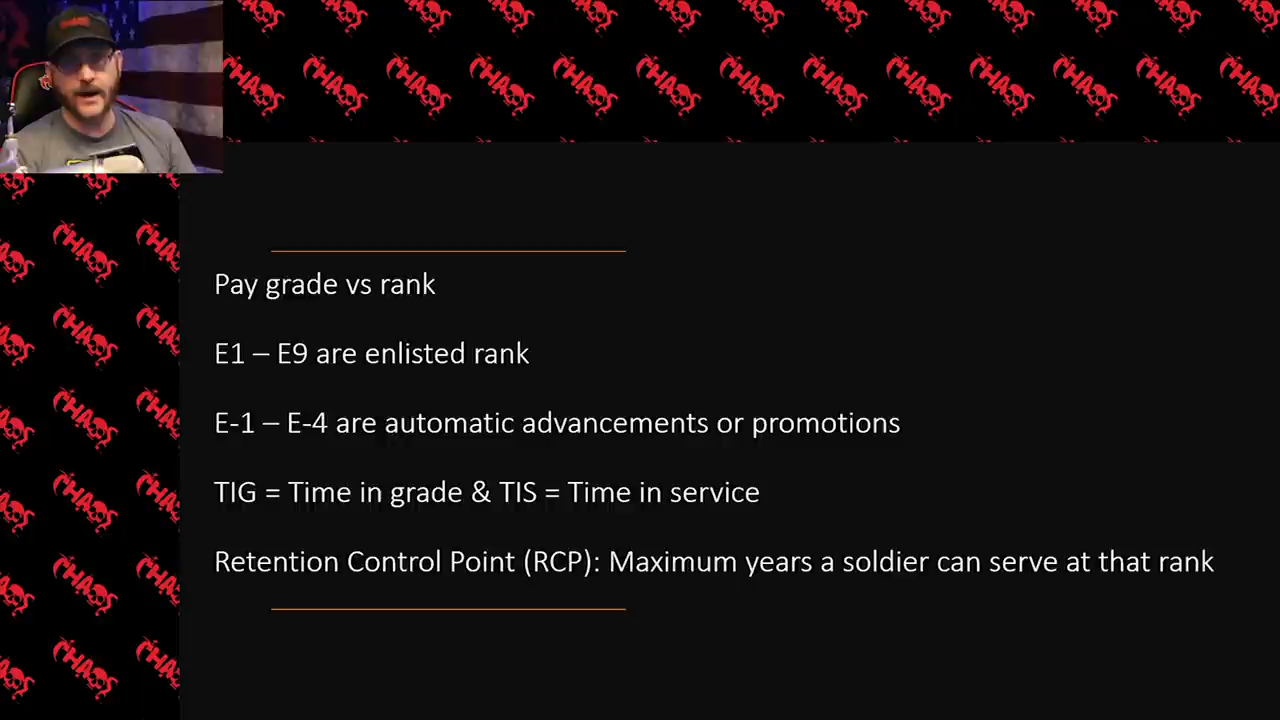 CHAOS
Pay grade vs rank
E1 – E9 are enlisted rank
E-1 – E-4 are automatic advancements or promotions
TIG = Time in grade & TIS = Time in service
Retention Control Point (RCP): Maximum years a soldier can serve at that rank